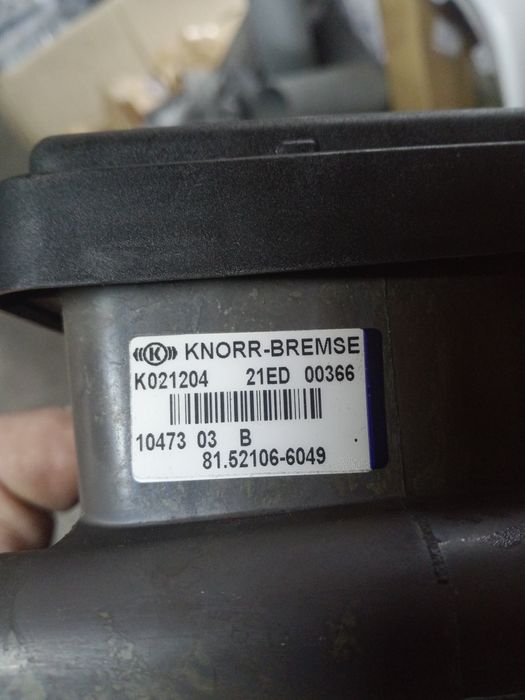 KNORR-BREMSE
K021204 21ED 00366
10473 03 B
81.52106-6049